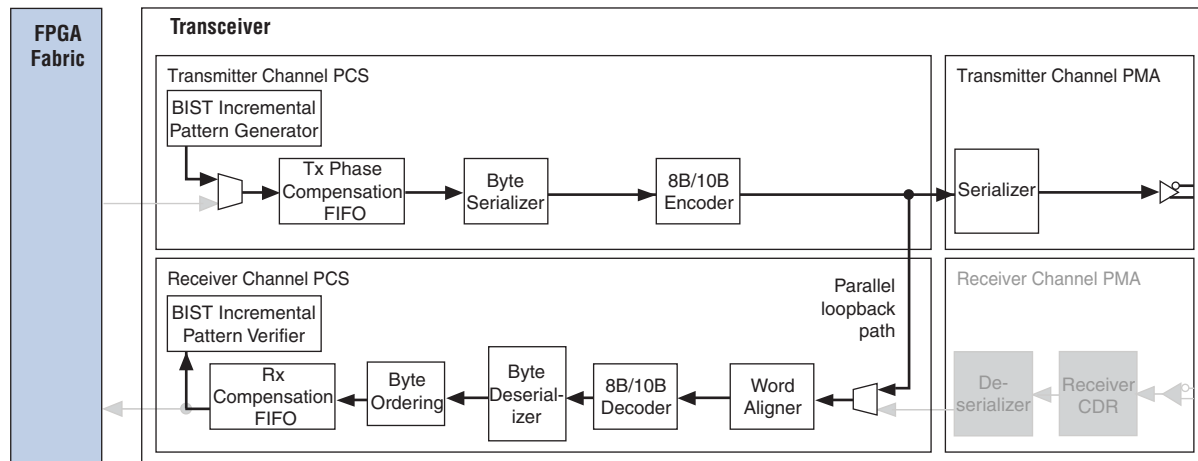 FPGA
Fabric
Transceiver
Transmitter Channel PCS
BIST Incremental
Pattern Generator
Tx Phase
Compensation
FIFO
Byte
Serializer
8B/10B
Encoder
Transmitter Channel PMA
Serializer
Receiver Channel PCS
BIST Incremental
Pattern Verifier
Rx
Compensation
FIFO
Byte
Ordering
Byte
Deserial-
izer
8B/10B
Decoder
Word
Aligner
Parallel
loopback
path
Receiver Channel PMA
De-
serializer
Receiver
CDR